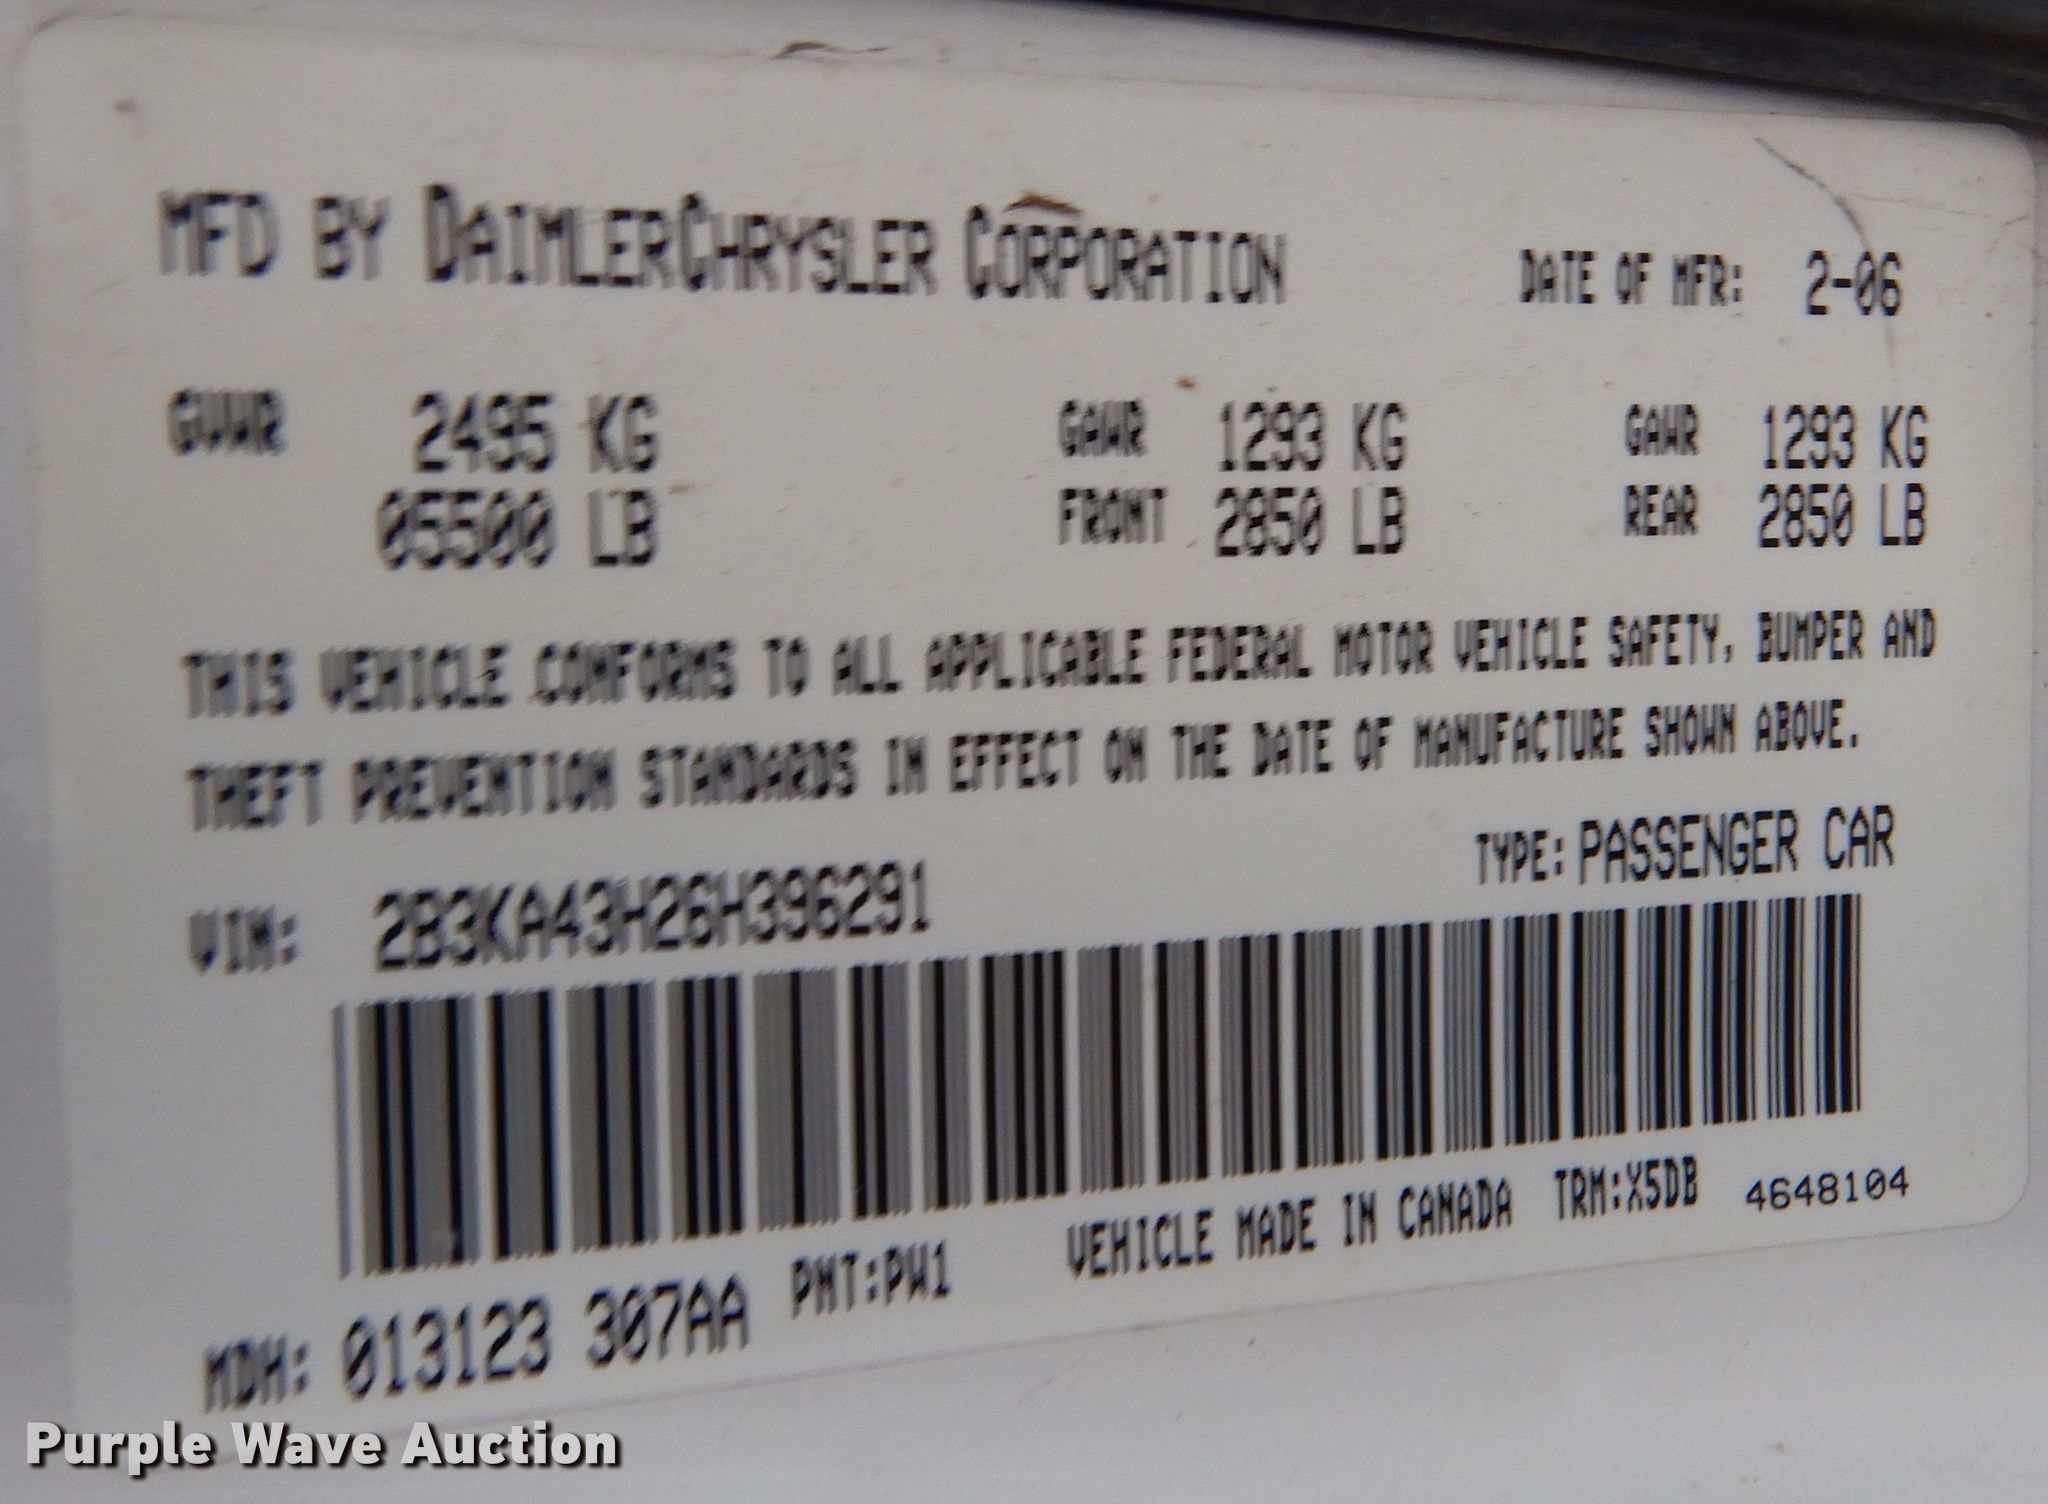 MFD BY DAIMLERCHRYSLER CORPORATION DATE OF MFR: 2-06
GVWR 2495 KG GAWR 1293 KG GAWR 1293 KG
05500 LB FRONT 2850 LB REAR 2850 LB
THIS VEHICLE CONFORMS TO ALL APPLICABLE FEDERAL MOTOR VEHICLE SAFETY, BUMPER AND
THEFT PREVENTION STANDARDS IN EFFECT ON THE DATE OF MANUFACTURE SHOWN ABOVE.
VIN: 2B3KA43H26H396291 TYPE: PASSENGER CAR
MDH: 013123 307AA PNT:PW1 VEHICLE MADE IN CANADA TRM:X5DB 4648104
Purple Wave Auction